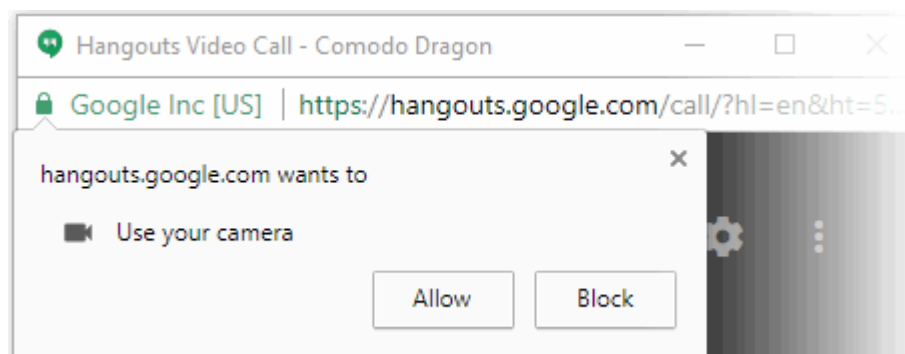 Hangouts Video Call - Comodo Dragon
Google Inc [US] | https://hangouts.google.com/call/?hl=en&ht=5...
hangouts.google.com wants to
Use your camera
Allow Block